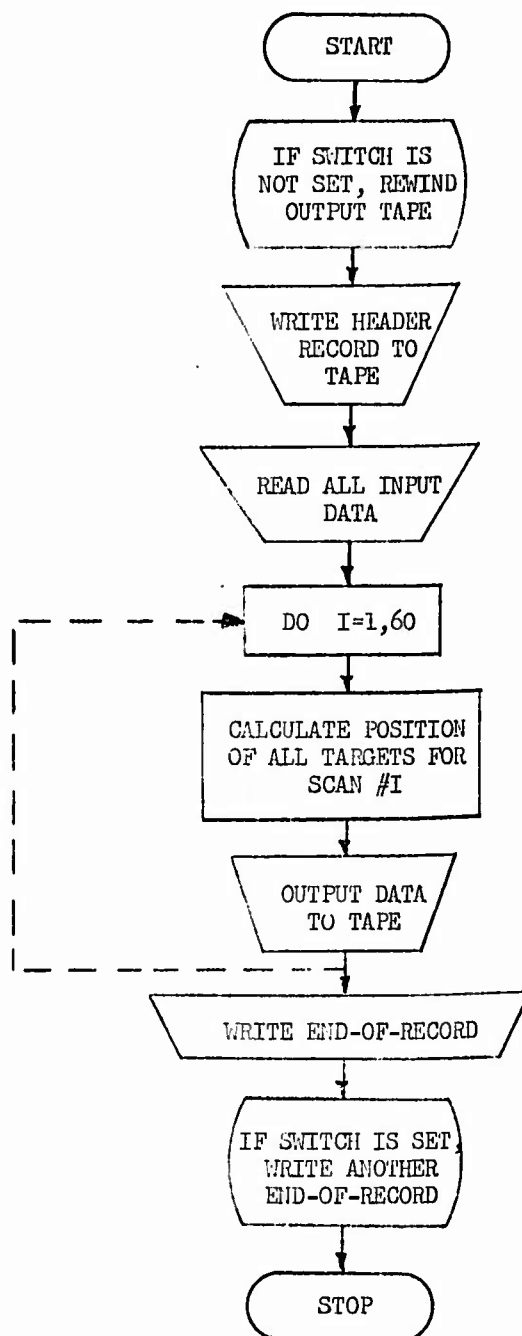 START
IF SWITCH IS
NOT SET, REWIND
OUTPUT TAPE
WRITE HEADER
RECORD TO
TAPE
READ ALL INPUT
DATA
DO I=1,60
CALCULATE POSITION
OF ALL TARGETS FOR
SCAN #I
OUTPUT DATA
TO TAPE
WRITE END-OF-RECORD
IF SWITCH IS SET,
WRITE ANOTHER
END-OF-RECORD
STOP